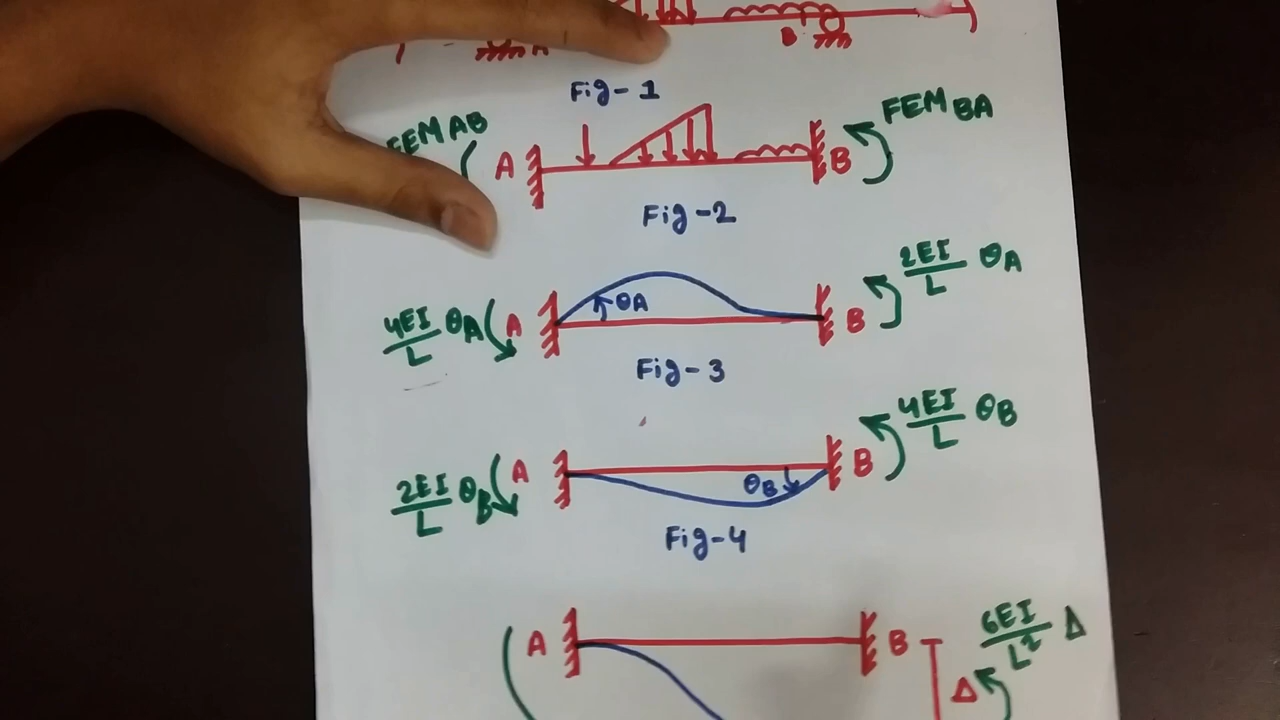 B
Fig-1
FEM AB
FEM BA
A
B
Fig-2
2EI/L θA
4EI/L θA
A
θA
B
Fig-3
4EI/L θB
2EI/L θB
A
θB
B
Fig-4
A
B
6EI/L² Δ
Δ